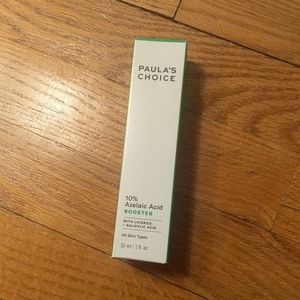 PAULA'S
CHOICE
10%
Azelaic Acid
BOOSTER
WITH LICORICE
+ SALICYLIC ACID
All Skin Types
30 ml / 1 fl. oz.